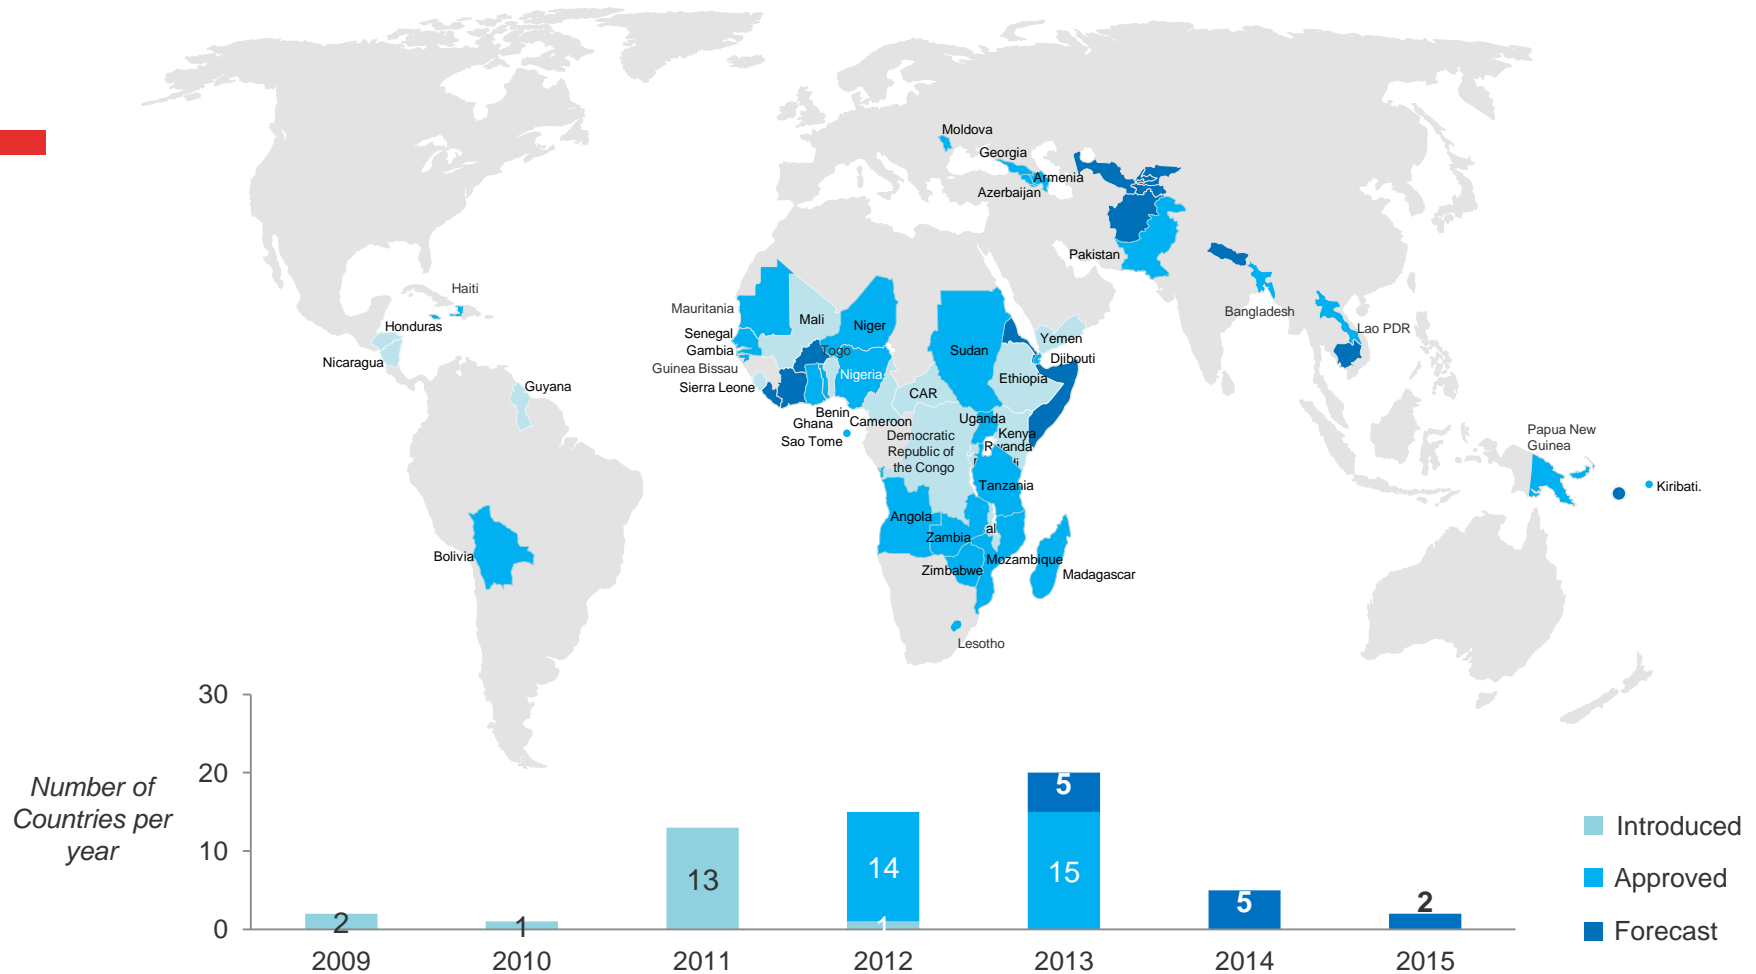 Moldova
Georgia
Armenia
Azerbaijan
Pakistan
Haiti
Honduras
Nicaragua
Guyana
Bolivia
Mauritania
Senegal
Gambia
Guinea Bissau
Sierra Leone
Mali
Niger
Togo
Nigeria
Benin
Ghana
Sao Tome
Cameroon
CAR
Sudan
Yemen
Djibouti
Ethiopia
Uganda
Kenya
Rwanda
Democratic
Republic of
the Congo
Tanzania
Angola
Zambia
al
Mozambique
Zimbabwe
Madagascar
Lesotho
Bangladesh
Lao PDR
Papua New
Guinea
Kiribati.
Number of
Countries per
year
30
20
10
0
2
1
13
14
1
5
15
5
2
2009
2010
2011
2012
2013
2014
2015
Introduced
Approved
Forecast